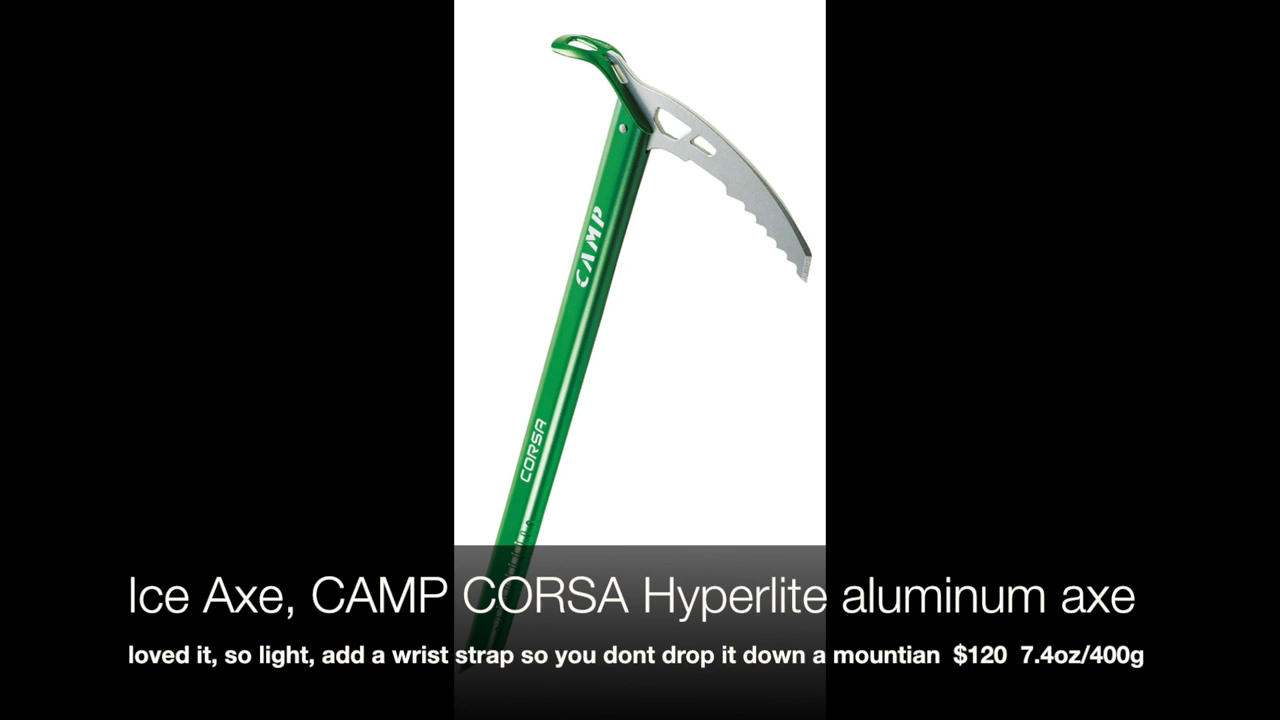 CAMP
CORSA
Ice Axe, CAMP CORSA Hyperlite aluminum axe
loved it, so light, add a wrist strap so you dont drop it down a mountian  $120  7.4oz/400g